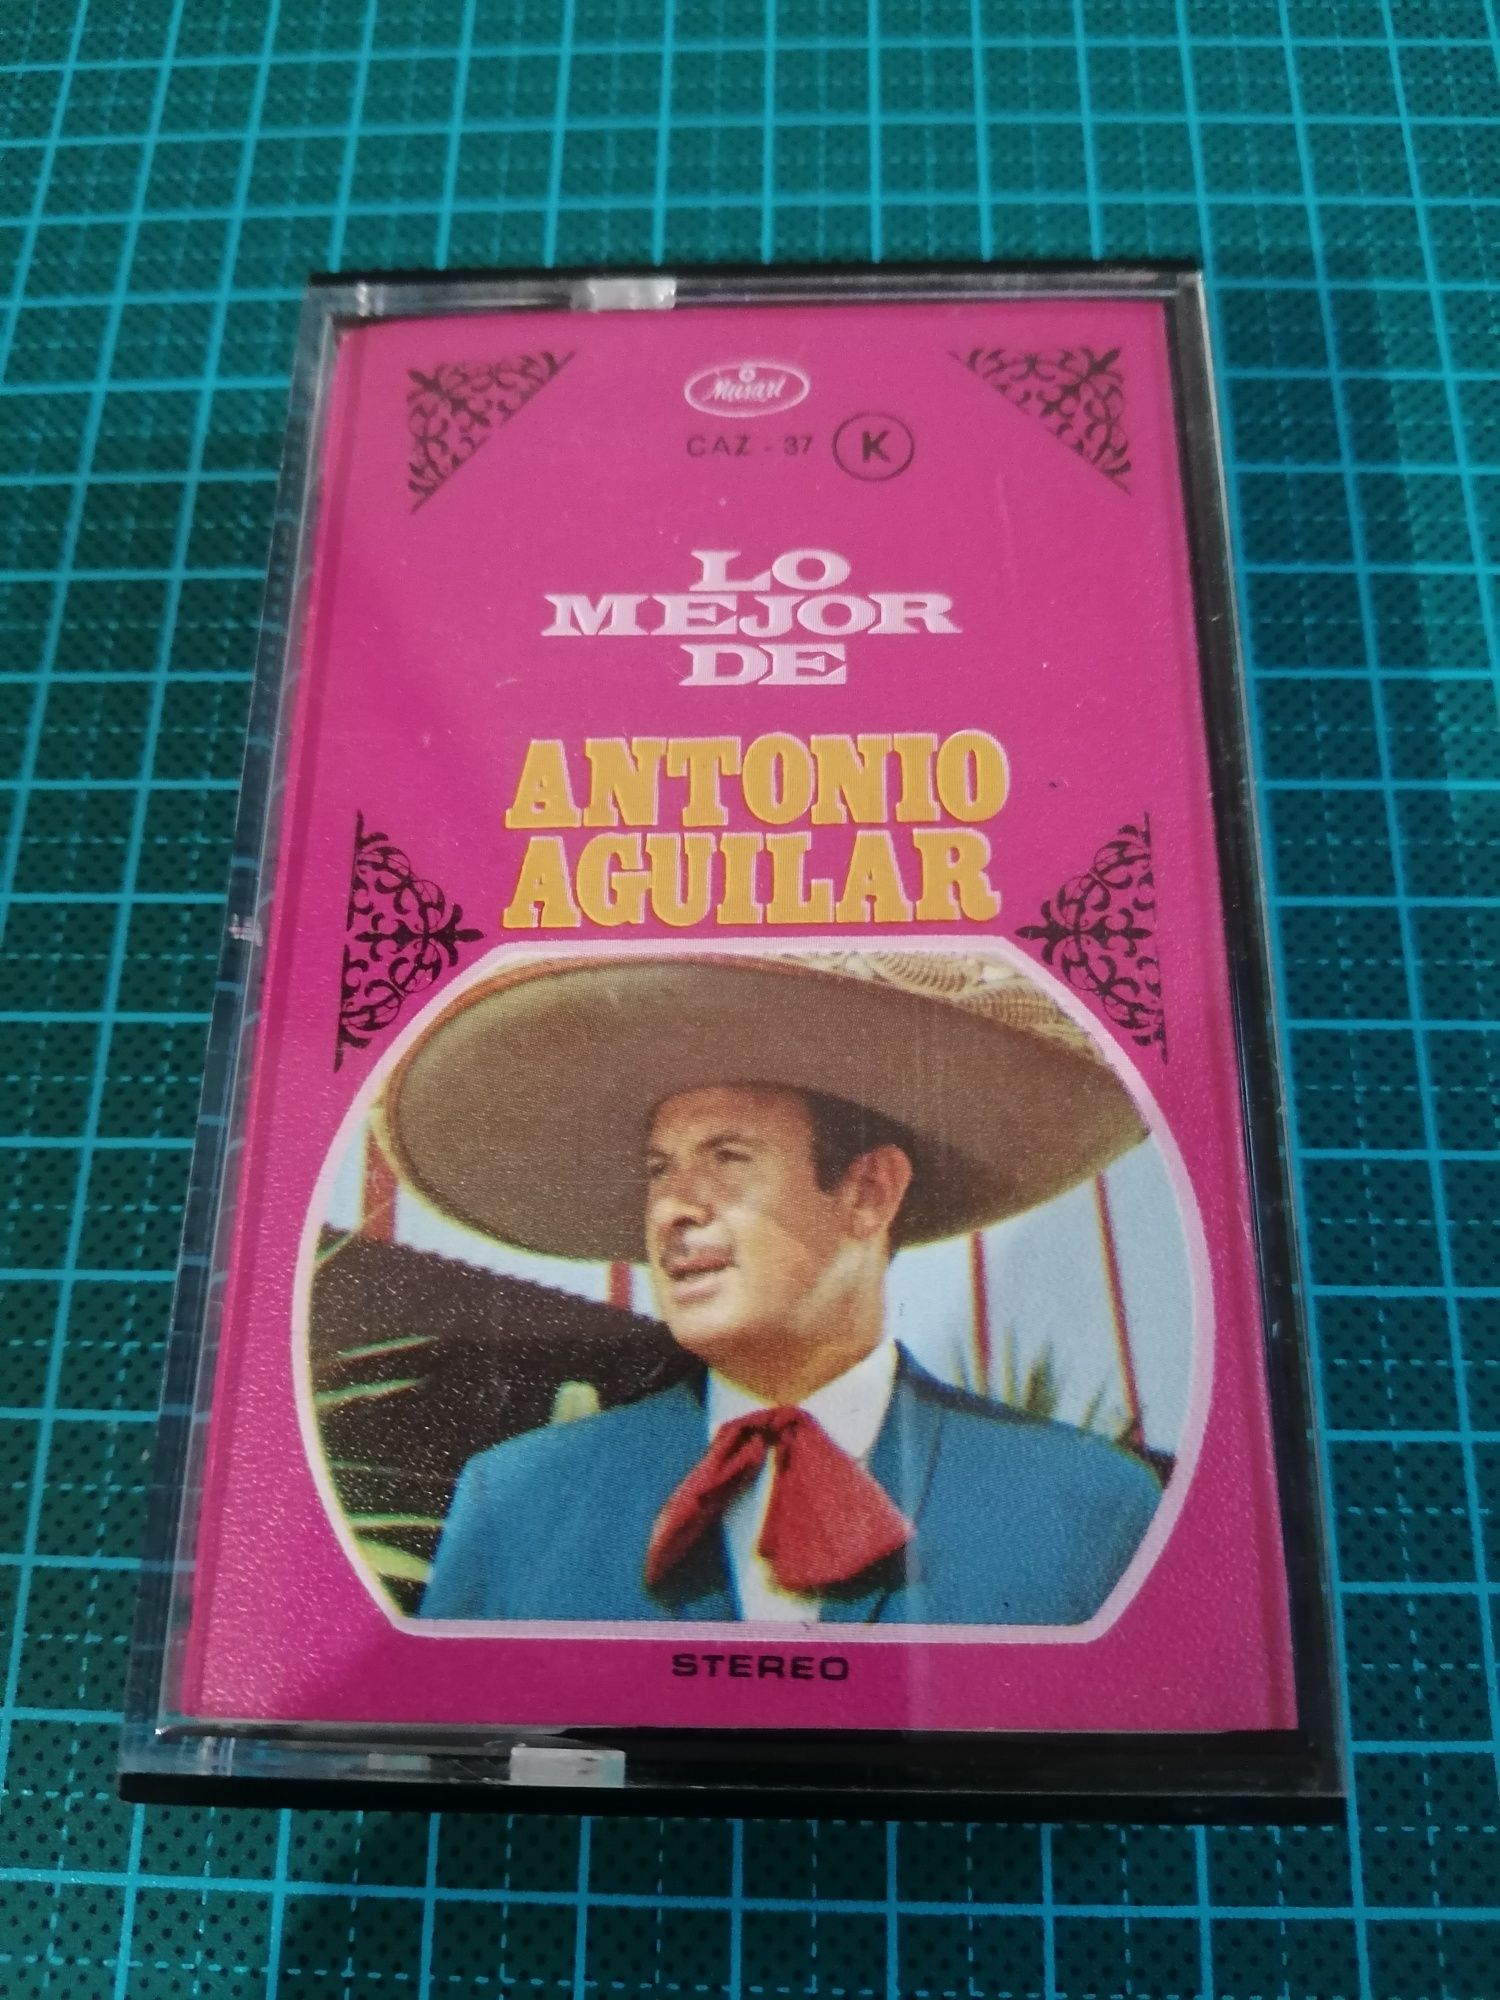 Musart
CAZ - 37 K
LO
MEJOR
DE
ANTONIO
AGUILAR
STEREO